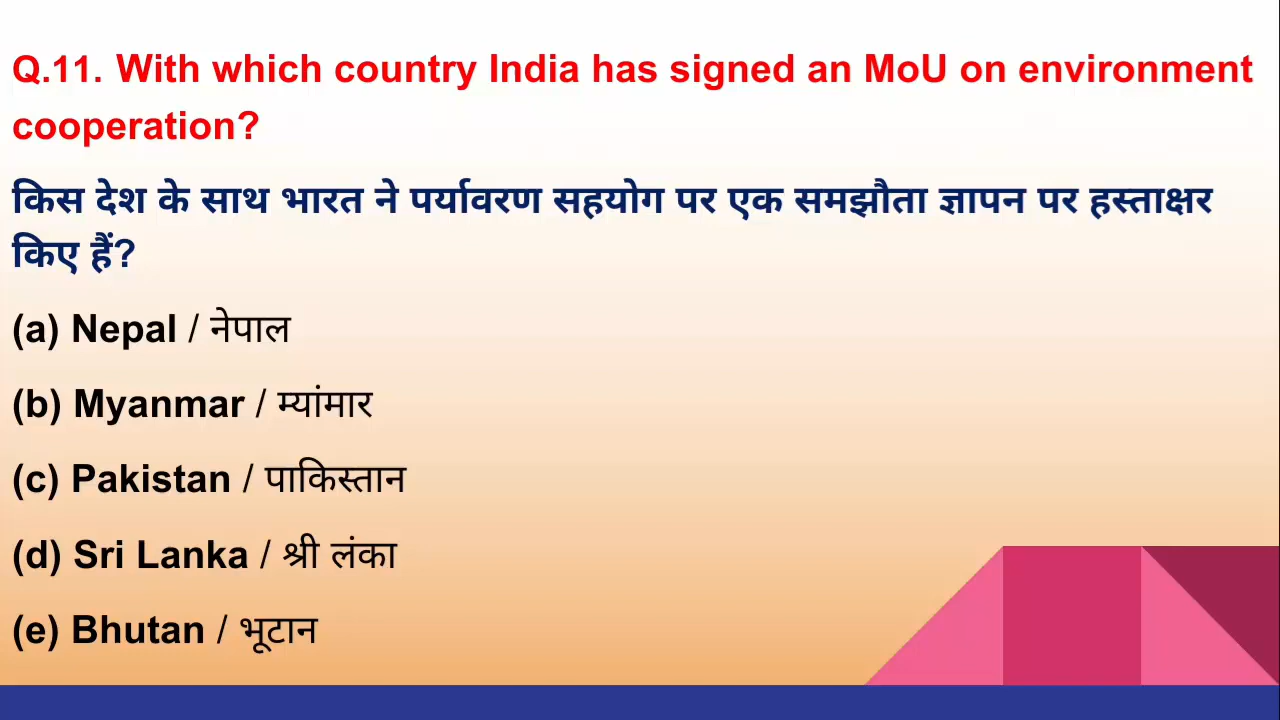 Q.11. With which country India has signed an MoU on environment
cooperation?
किस देश के साथ भारत ने पर्यावरण सहयोग पर एक समझौता ज्ञापन पर हस्ताक्षर
किए हैं?
(a) Nepal / नेपाल
(b) Myanmar / म्यांमार
(c) Pakistan / पाकिस्तान
(d) Sri Lanka / श्री लंका
(e) Bhutan / भूटान